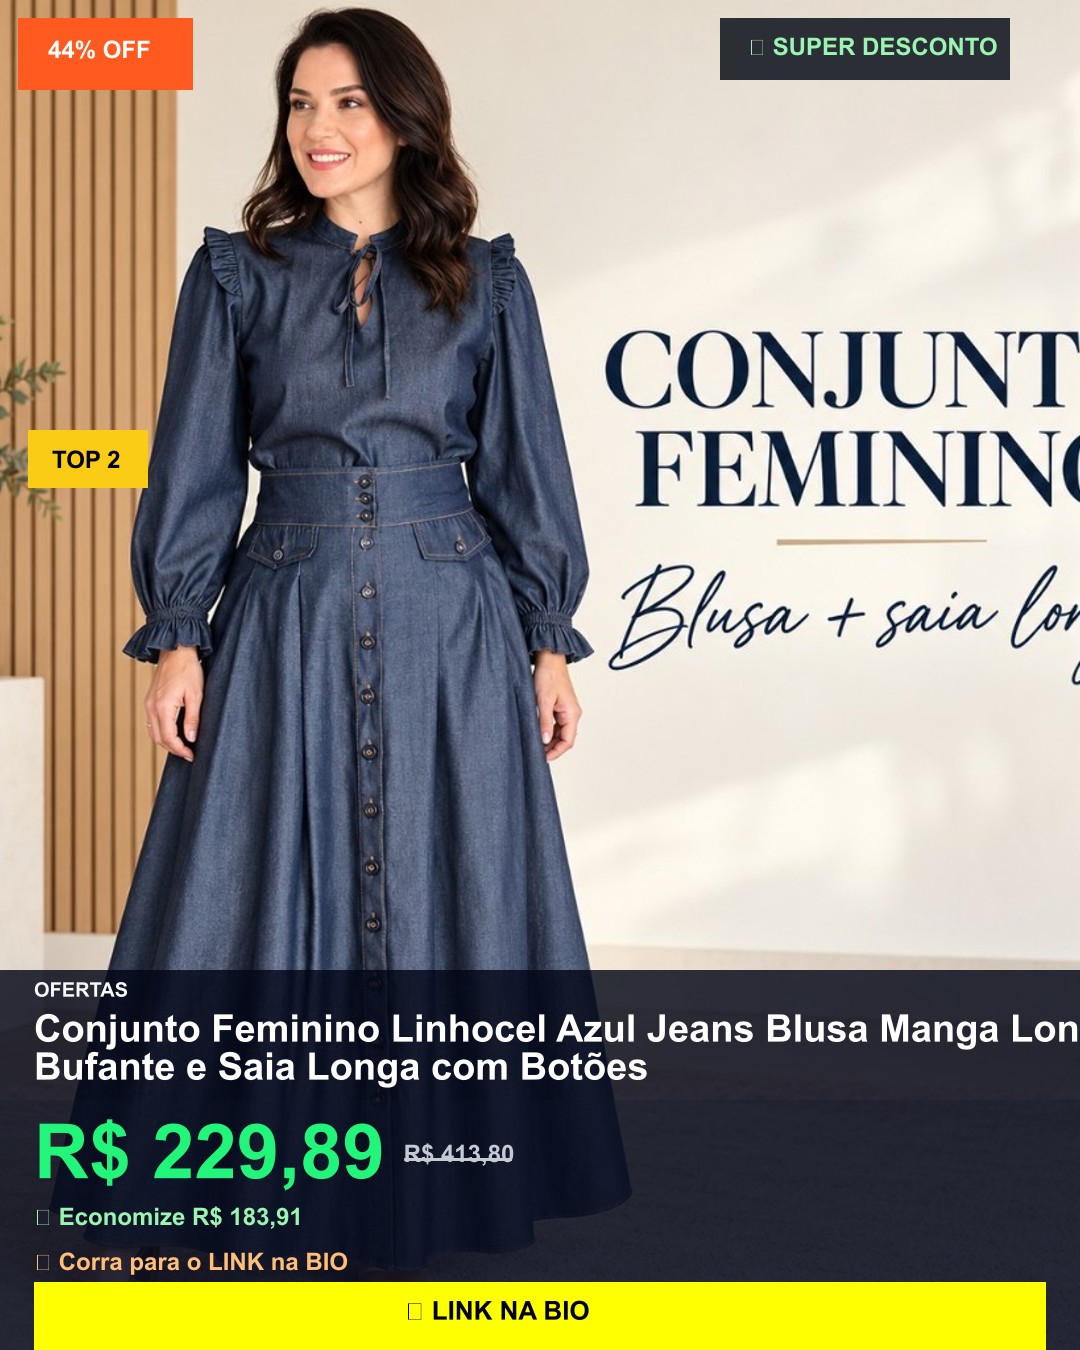 44% OFF
SUPER DESCONTO
CONJUNT
FEMININO
Blusa + saia lon
TOP 2
OFERTAS
Conjunto Feminino Linhocel Azul Jeans Blusa Manga Lon
Bufante e Saia Longa com Botões
R$ 229,89 R$ 413,80
Economize R$ 183,91
Corra para o LINK na BIO
LINK NA BIO